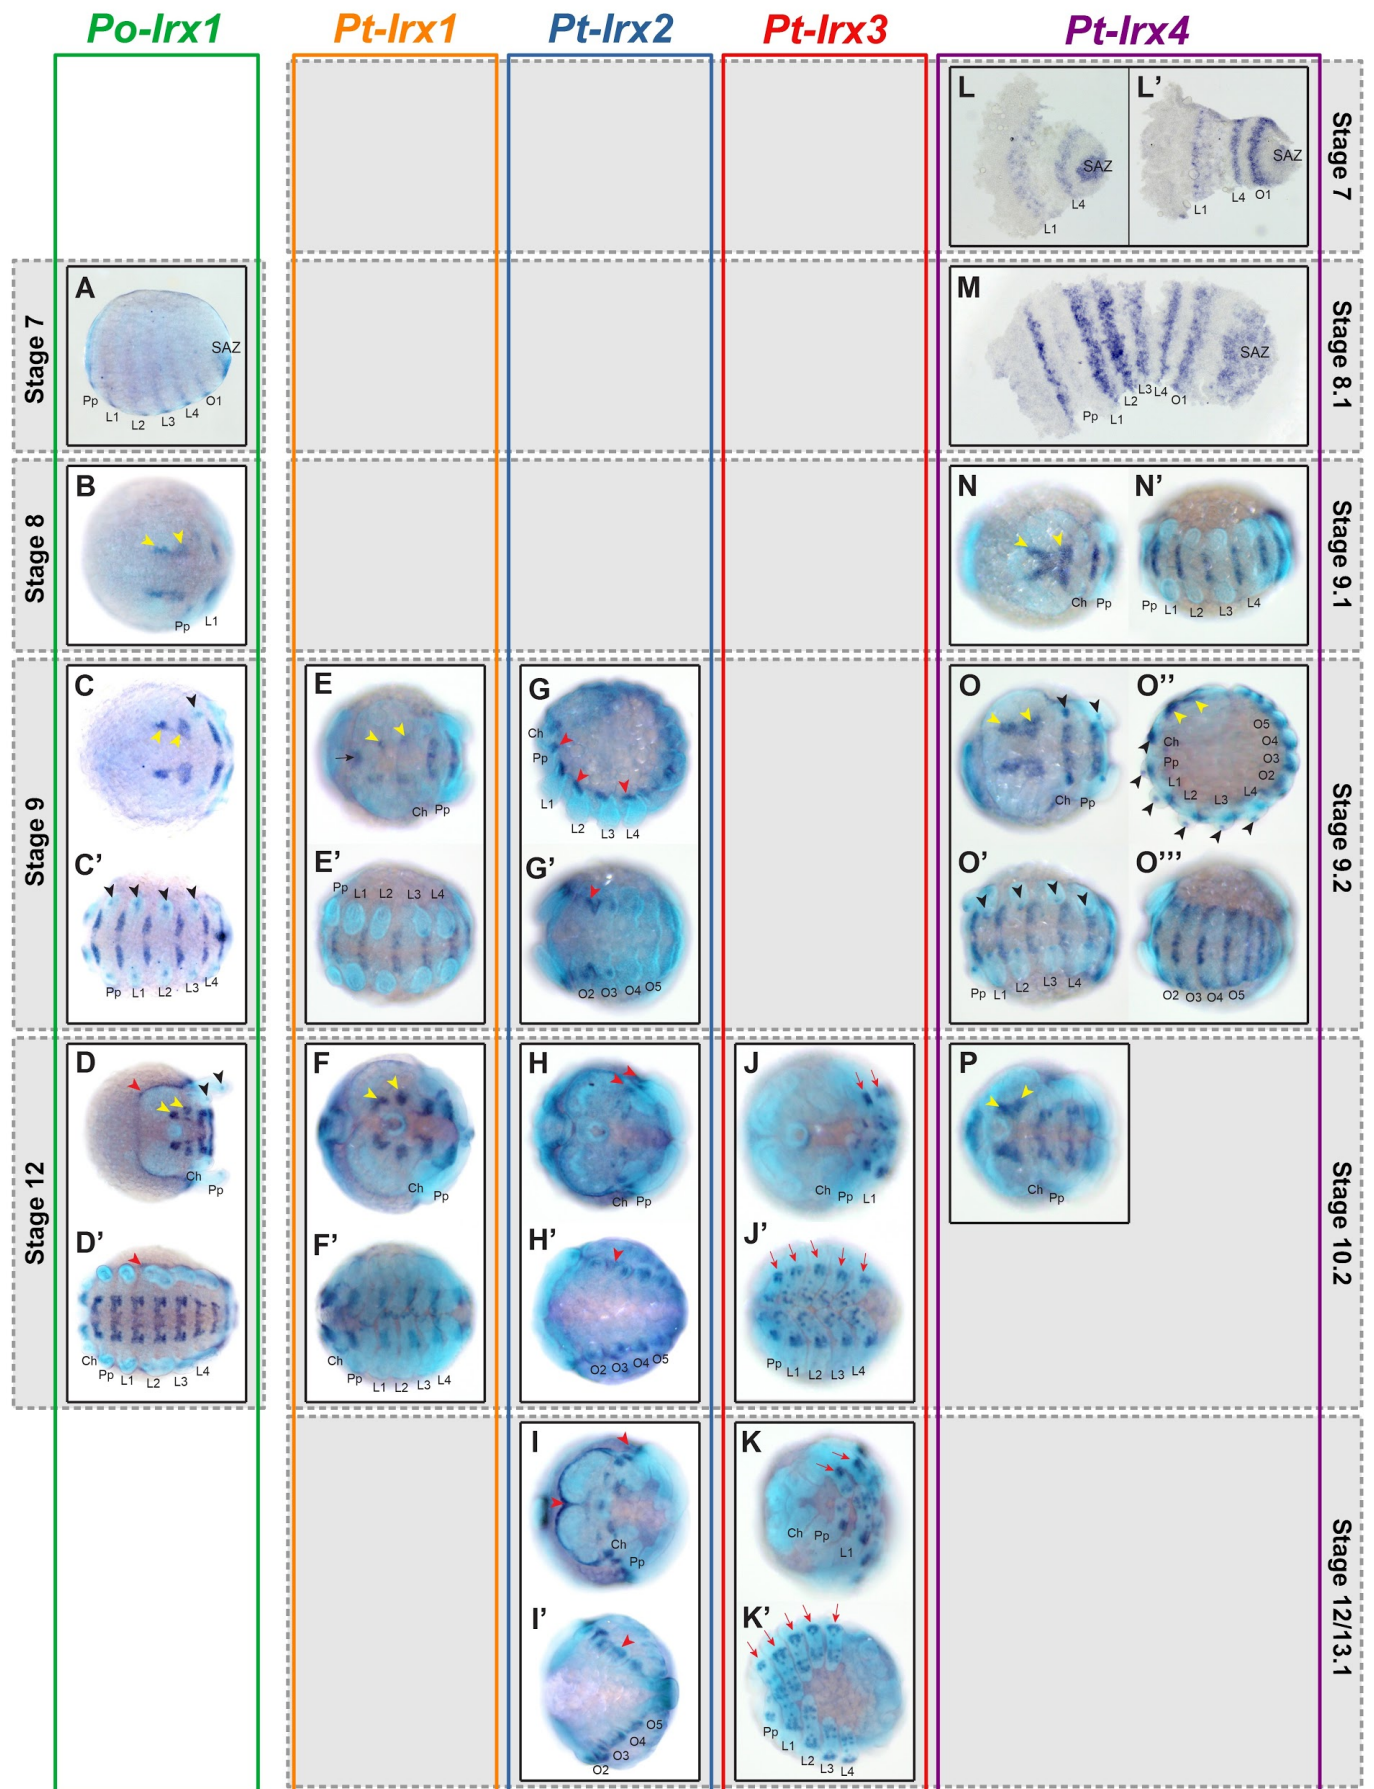 Po-Irx1 Pt-Irx1 Pt-Irx2 Pt-Irx3 Pt-Irx4
L L’ Stage 7
SAZ SAZ
L4 L4 O1
L1 L1
Stage 7 A M Stage 8.1
SAZ SAZ
Pp L1 L2 L3 L4 O1 Pp L1 L2 L3 L4 O1
Stage 8 B N N’ Stage 9.1
Pp L1 Ch Pp Pp L1 L2 L3 L4
Stage 9 C E G O O’’ Stage 9.2
Ch Pp Ch Pp L1 L2 L3 L4 Ch Pp Ch Pp L1 L2 L3 L4 O2 O3 O4 O5
C’ E’ G’ O’ O’’’
Pp L1 L2 L3 L4 Pp L1 L2 L3 L4 O2 O3 O4 O5 Pp L1 L2 L3 L4 O2 O3 O4 O5
Stage 12 D F H J P Stage 10.2
Ch Pp Ch Pp Ch Pp Ch Pp L1 Ch Pp
D’ F’ H’ J’
Ch Pp L1 L2 L3 L4 Ch Pp L1 L2 L3 L4 O2 O3 O4 O5 Pp L1 L2 L3 L4
I K Stage 12/13.1
Ch Pp Ch Pp L1
I’ K’
O2 O3 O4 O5 Pp L1 L2 L3 L4